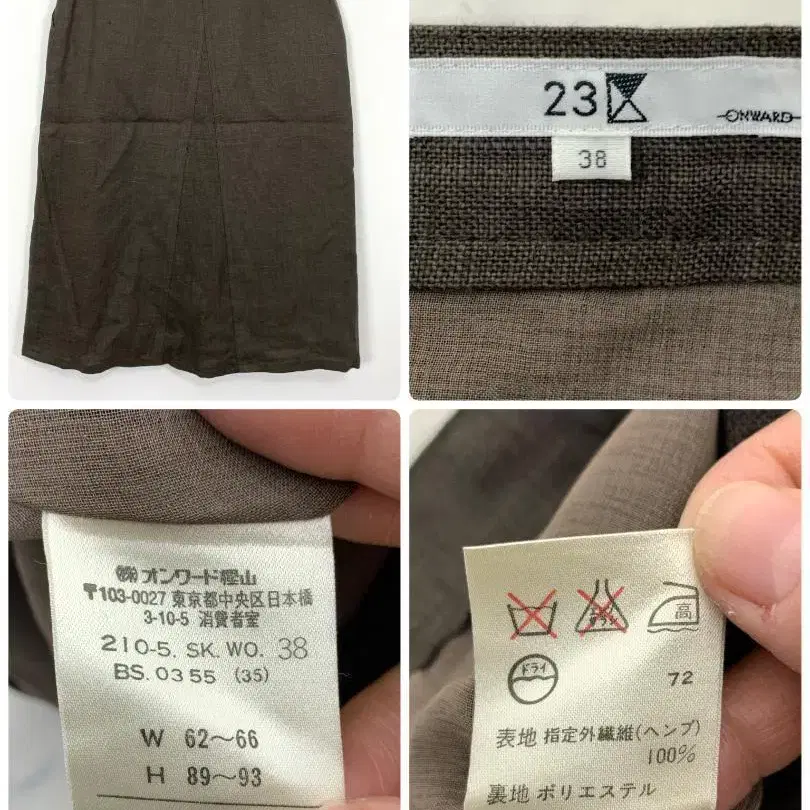 23区
ONWARD
38
㈱オンワード樫山
〒103-0027 東京都中央区日本橋
3-10-5 消費者室
210-5. SK. WO. 38
BS. 0355 (35)
W 62～66
H 89～93
高
ドライ
72
表地 指定外繊維(ヘンプ)
100%
裏地 ポリエステル